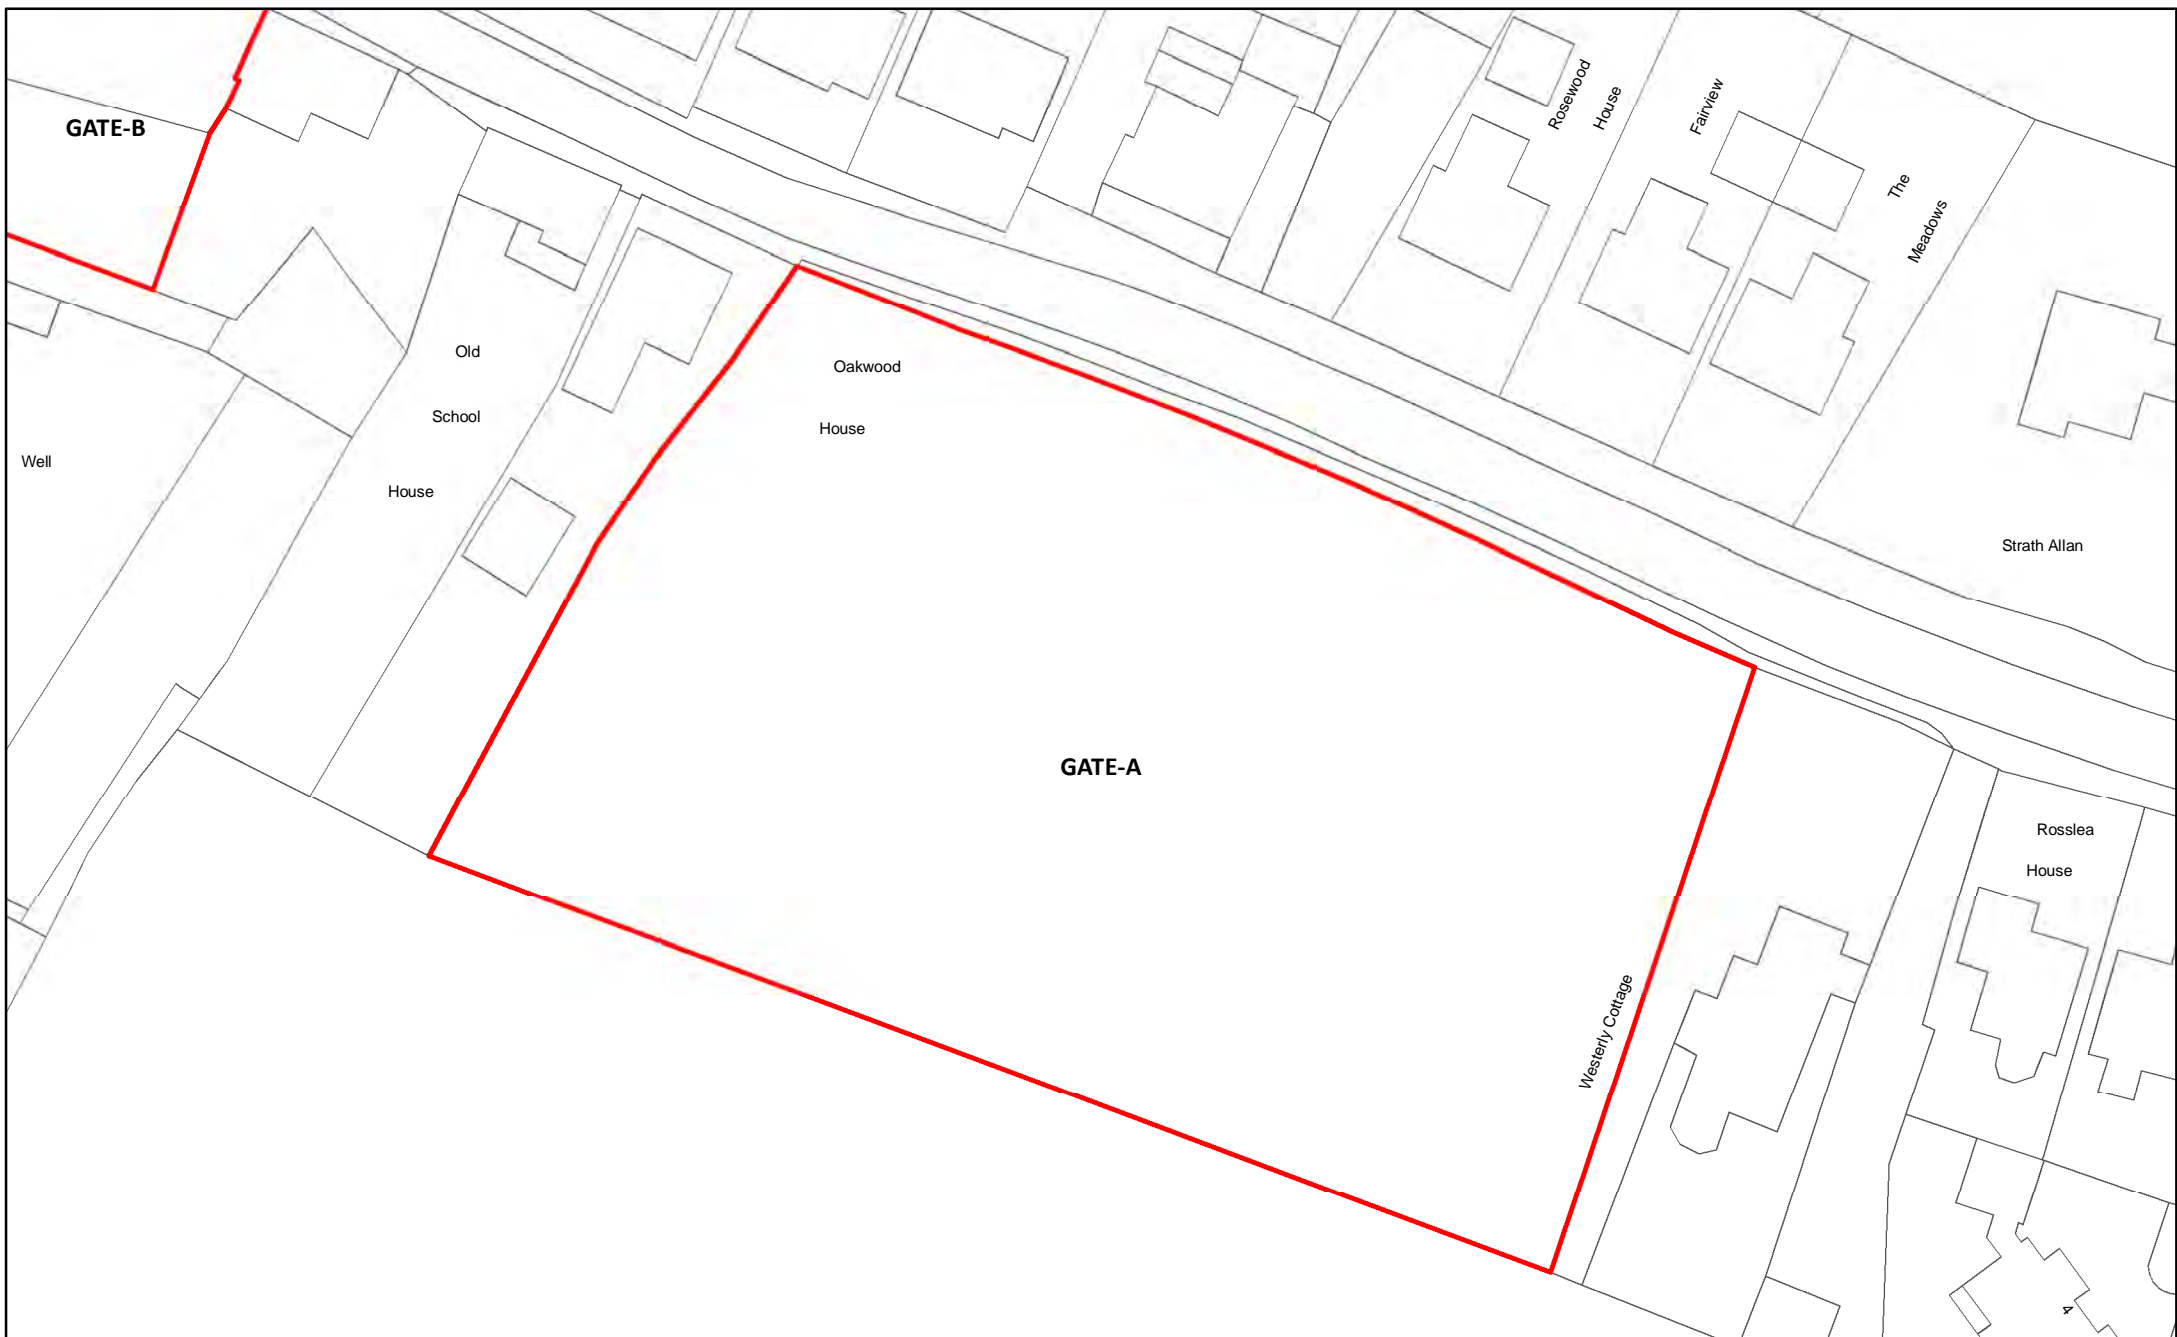 Rosewood
House
Fairview
GATE-B
The
Meadows
Old
School
House
Oakwood
House
Well
Strath Allan
GATE-A
Rosslea
House
Westerly Cottage
4